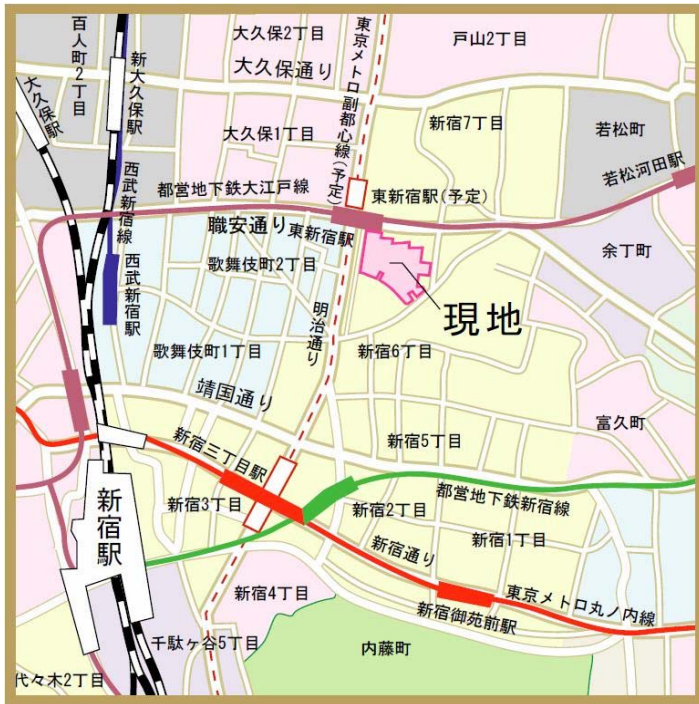 百人町2丁目
新大久保駅
大久保駅
大久保2丁目
大久保通り
東京メトロ副都心線(予定)
戸山2丁目
大久保1丁目
新宿7丁目
若松町
若松河田駅
西武新宿線
都営地下鉄大江戸線
東新宿駅(予定)
職安通り
東新宿駅
余丁町
歌舞伎町2丁目
西武新宿駅
明治通り
現地
歌舞伎町1丁目
新宿6丁目
靖国通り
富久町
新宿5丁目
新宿三丁目駅
都営地下鉄新宿線
新宿駅
新宿3丁目
新宿2丁目
新宿通り
新宿1丁目
東京メトロ丸ノ内線
新宿4丁目
新宿御苑前駅
千駄ヶ谷5丁目
内藤町
代々木2丁目